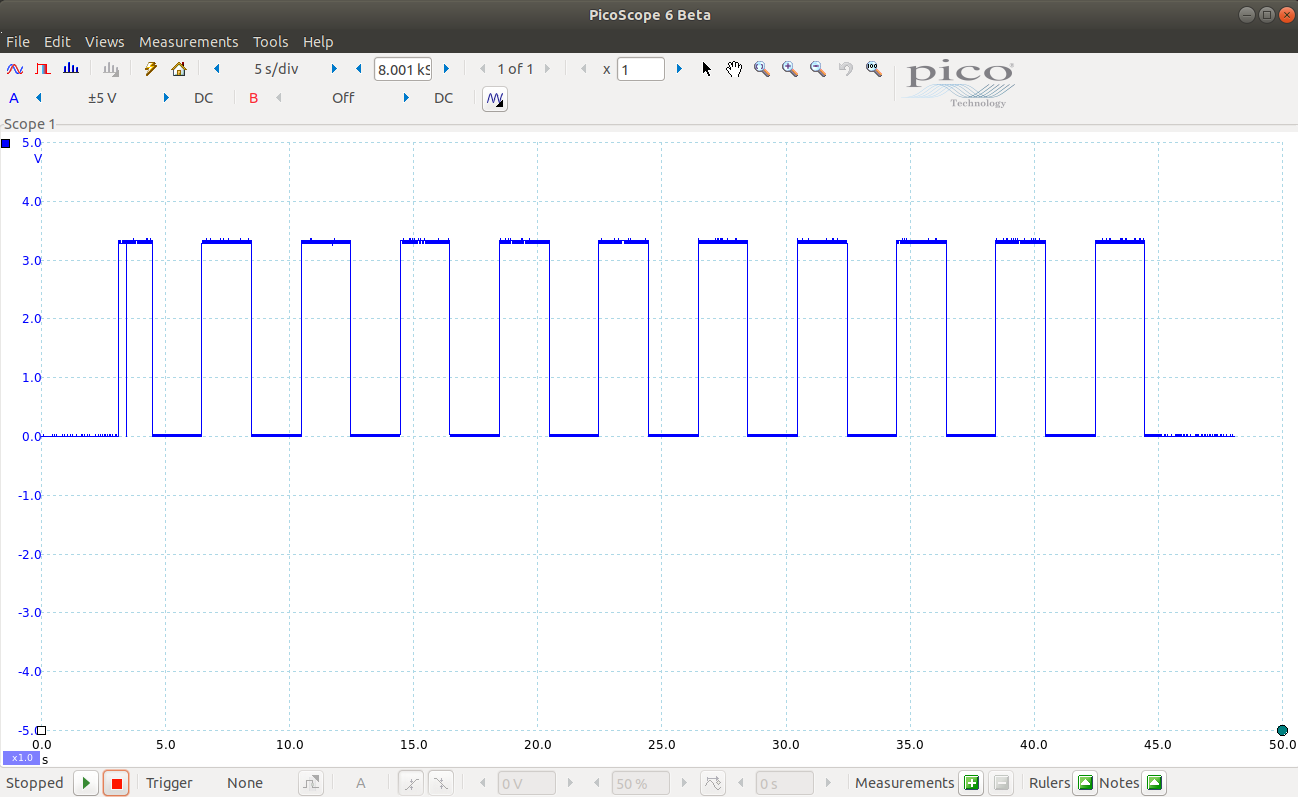 PicoScope 6 Beta
File Edit Views Measurements Tools Help
5 s/div 8.001 kS 1 of 1 x 1
A ±5 V DC B Off DC
pico
Technology
Scope 1
5.0
V
4.0
3.0
2.0
1.0
0.0
-1.0
-2.0
-3.0
-4.0
-5.0
0.0 5.0 10.0 15.0 20.0 25.0 30.0 35.0 40.0 45.0 50.0
x1.0 s
Stopped Trigger None A 0 V 50 % 0 s Measurements Rulers Notes